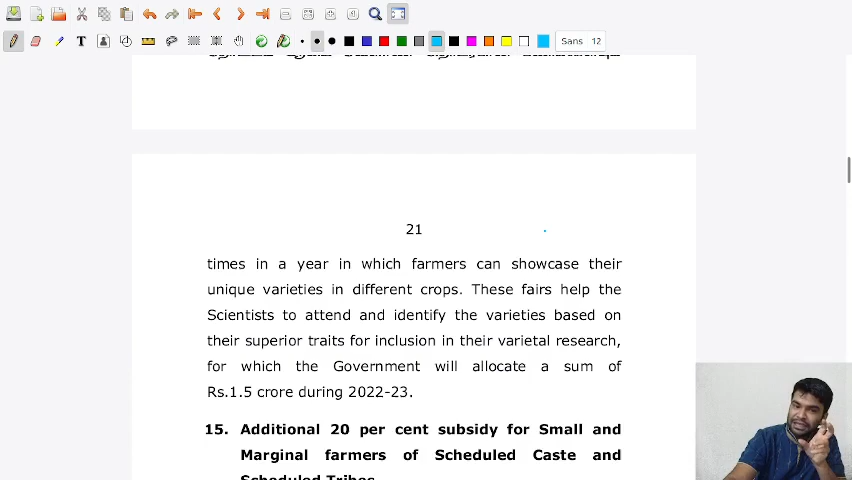 Sans 12
21
times in a year in which farmers can showcase their
unique varieties in different crops. These fairs help the
Scientists to attend and identify the varieties based on
their superior traits for inclusion in their varietal research,
for which the Government will allocate a sum of
Rs.1.5 crore during 2022-23.
15. Additional 20 per cent subsidy for Small and
Marginal farmers of Scheduled Caste and
Scheduled Tribes